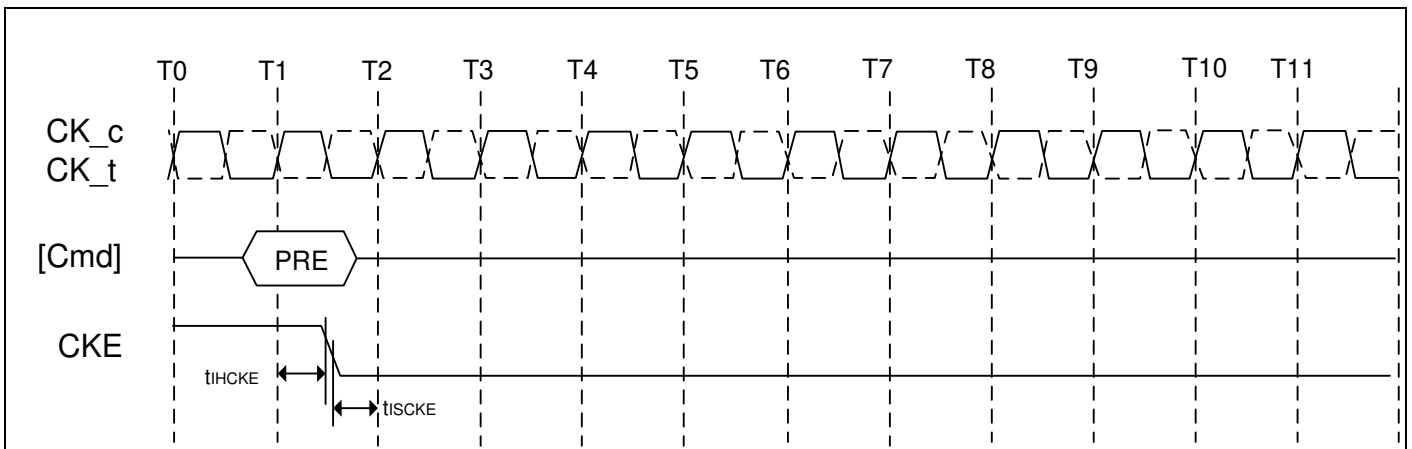 T0 T1 T2 T3 T4 T5 T6 T7 T8 T9 T10 T11
CK_c
CK_t
[Cmd] PRE
CKE
tIHCKE
tISCKE